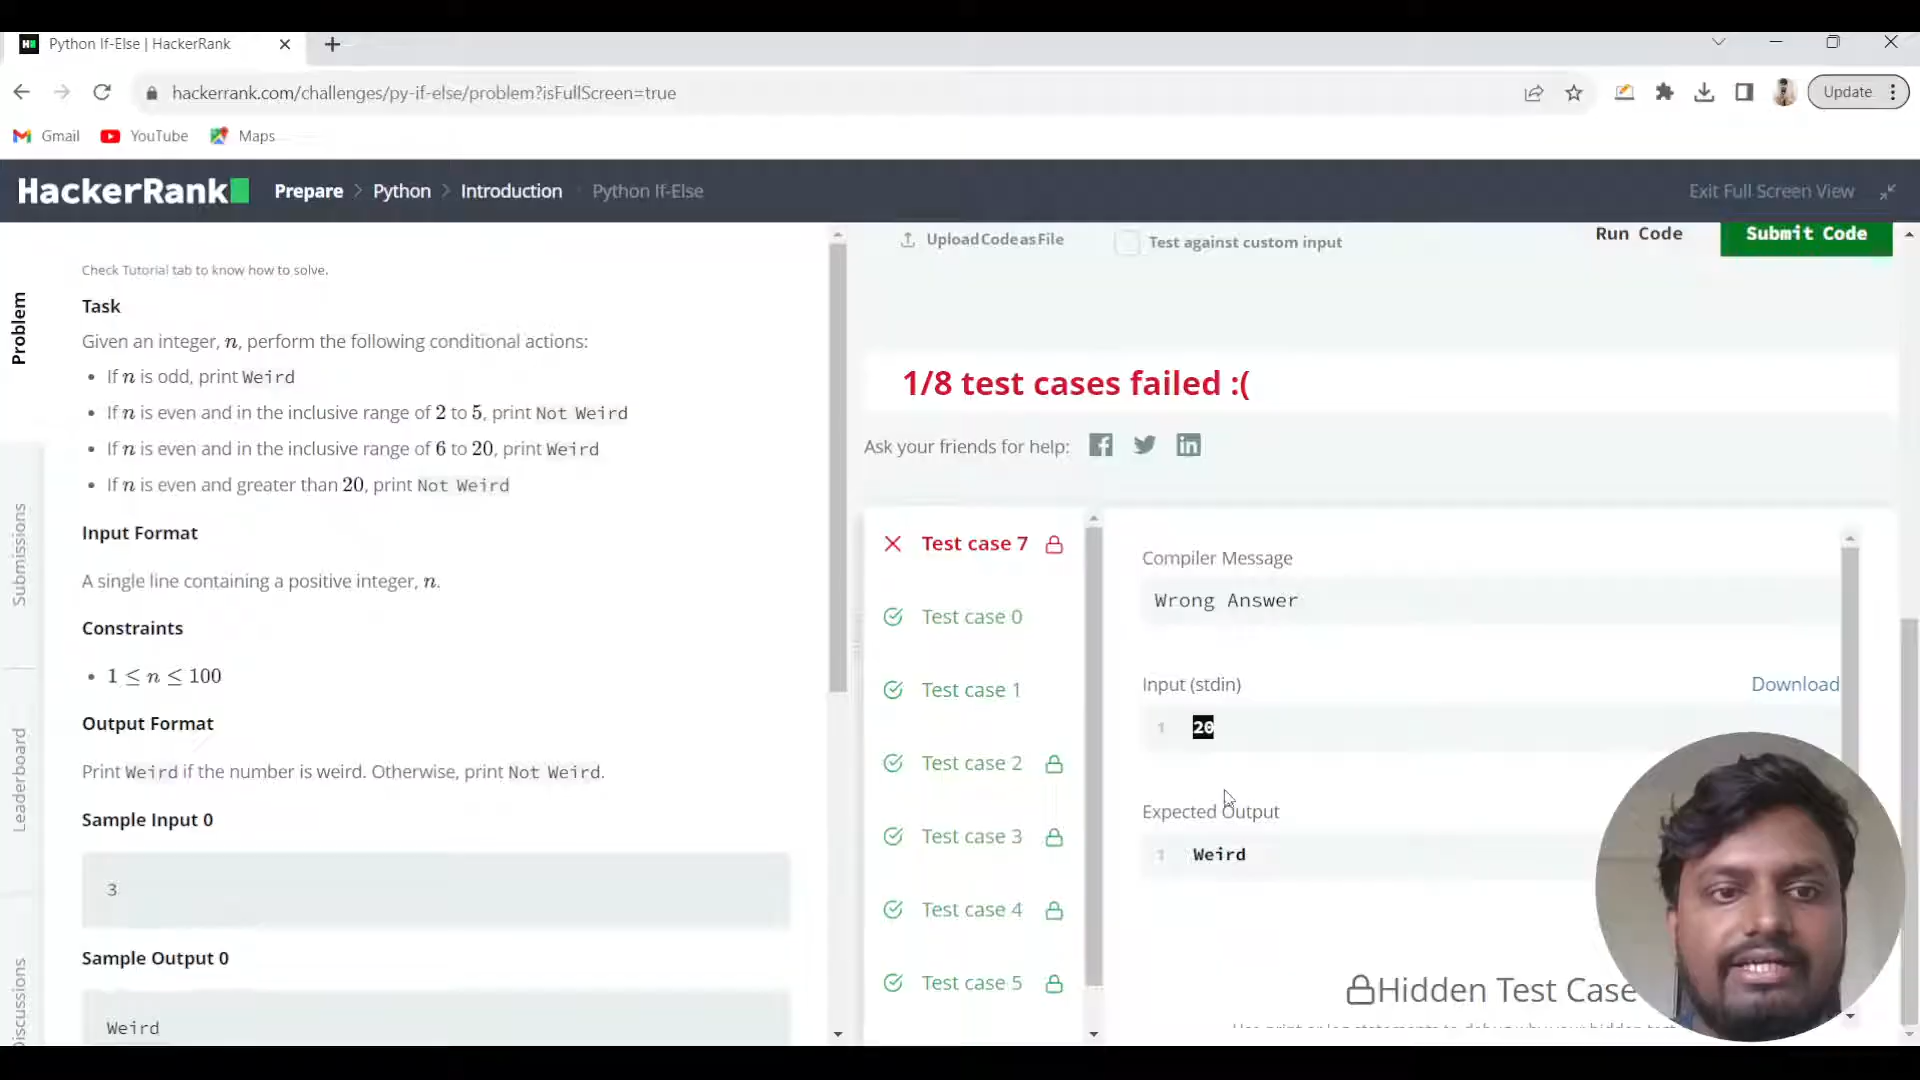 Python If-Else | HackerRank
hackerrank.com/challenges/py-if-else/problem?isFullScreen=true
Update
Gmail YouTube Maps
HackerRank Prepare > Python > Introduction Python If-Else Exit Full Screen View
Problem
Submissions
Leaderboard
Discussions
Check Tutorial tab to know how to solve.
Task
Given an integer, n, perform the following conditional actions:
• If n is odd, print Weird
• If n is even and in the inclusive range of 2 to 5, print Not Weird
• If n is even and in the inclusive range of 6 to 20, print Weird
• If n is even and greater than 20, print Not Weird
Input Format
A single line containing a positive integer, n.
Constraints
• 1 ≤ n ≤ 100
Output Format
Print Weird if the number is weird. Otherwise, print Not Weird.
Sample Input 0
3
Sample Output 0
Weird
Upload Code as File Test against custom input Run Code Submit Code
1/8 test cases failed :(
Ask your friends for help:
Test case 7
Test case 0
Test case 1
Test case 2
Test case 3
Test case 4
Test case 5
Compiler Message
Wrong Answer
Input (stdin) Download
1 20
Expected Output
1 Weird
Hidden Test Case